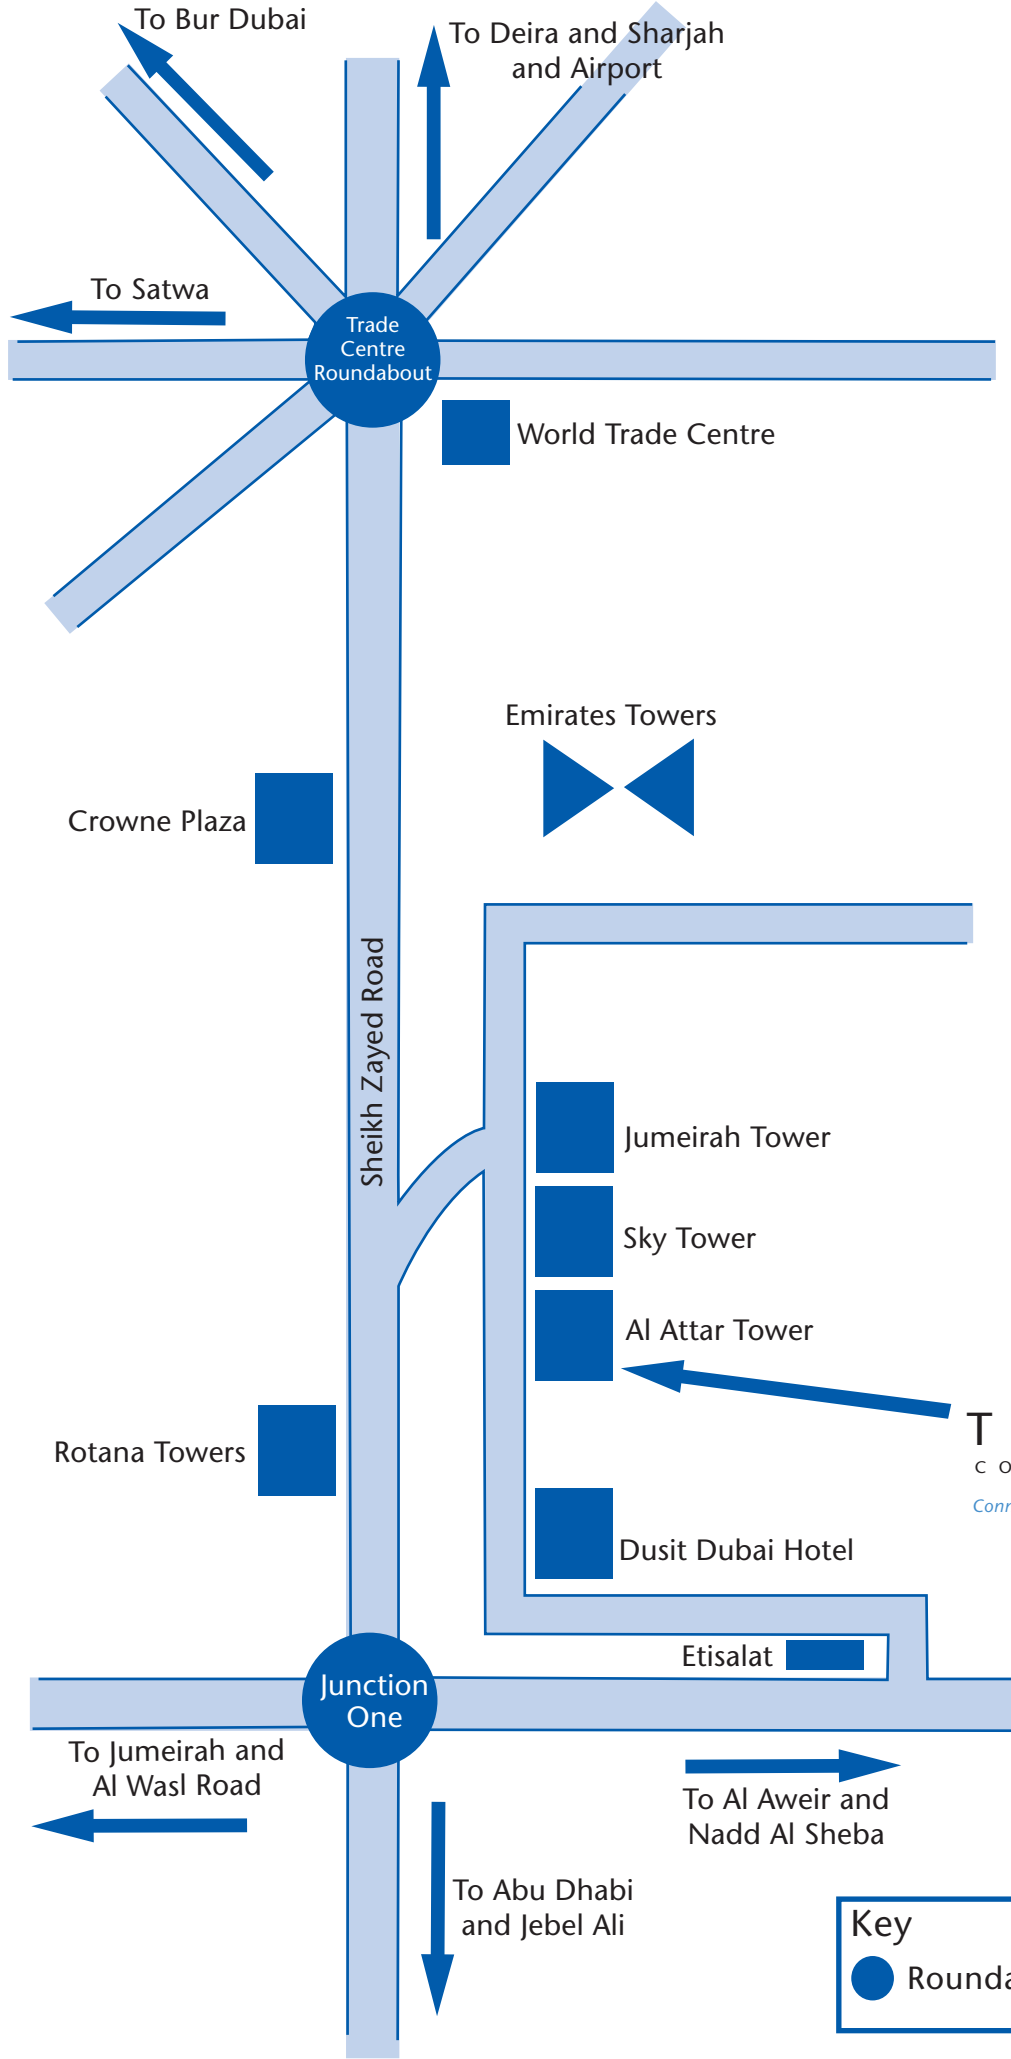 To Bur Dubai
To Deira and Sharjah
and Airport
To Satwa
Trade
Centre
Roundabout
World Trade Centre
Emirates Towers
Crowne Plaza
Sheikh Zayed Road
Jumeirah Tower
Sky Tower
Al Attar Tower
T
C O
Rotana Towers
Dusit Dubai Hotel
Etisalat
Junction
One
To Jumeirah and
Al Wasl Road
To Al Aweir and
Nadd Al Sheba
To Abu Dhabi
and Jebel Ali
Key